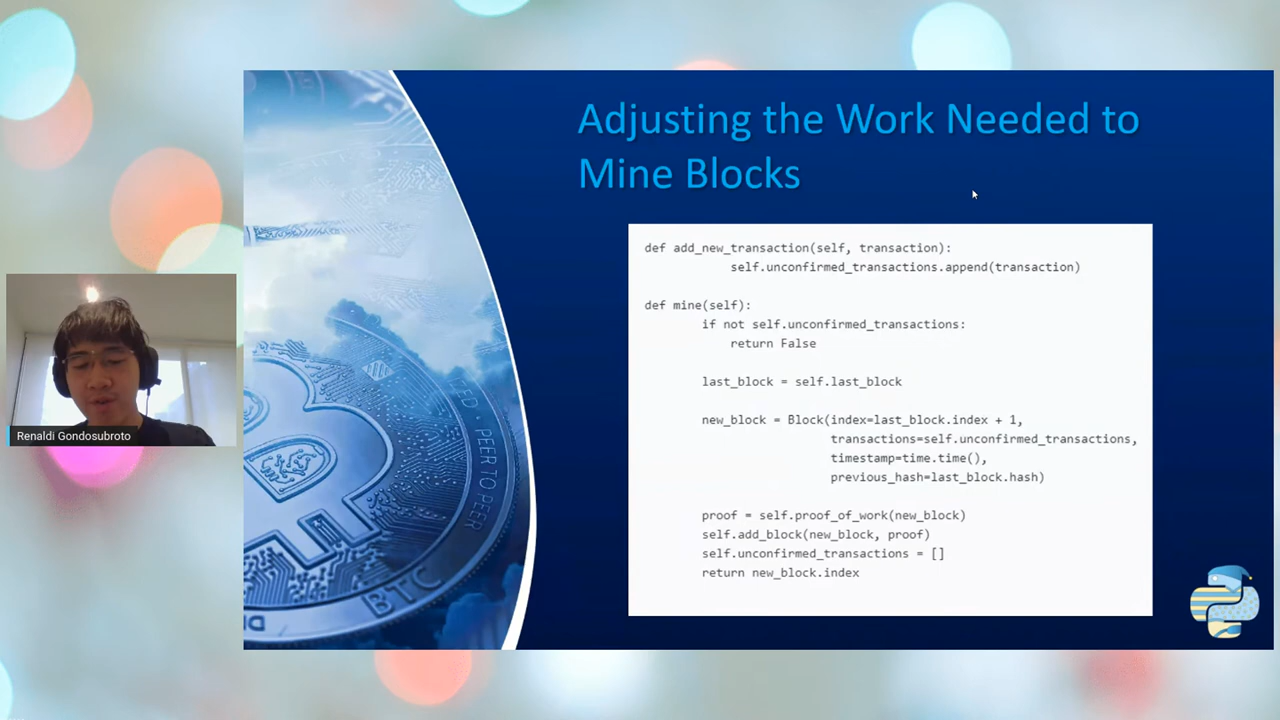 Adjusting the Work Needed to
Mine Blocks
def add_new_transaction(self, transaction):
self.unconfirmed_transactions.append(transaction)
def mine(self):
if not self.unconfirmed_transactions:
return False
last_block = self.last_block
new_block = Block(index=last_block.index + 1,
transactions=self.unconfirmed_transactions,
timestamp=time.time(),
previous_hash=last_block.hash)
proof = self.proof_of_work(new_block)
self.add_block(new_block, proof)
self.unconfirmed_transactions = []
return new_block.index
Renaldi Gondosubroto
PEER TO PEER
BTC